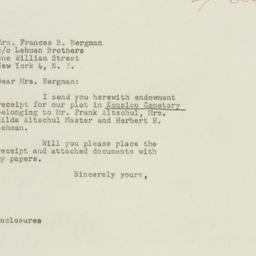 Mrs. Frances B. Bergman
c/o Lehman Brothers
One William Street
New York 4, N. Y.
Dear Mrs. Bergman:
I send you herewith endowment
receipt for our plot in Kensico Cemetery
belonging to Mr. Frank Altschul, Mrs.
Hilda Altschul Master and Herbert H.
Lehman.
Will you please place the
receipt and attached documents with
my papers.
Sincerely yours,
Enclosures